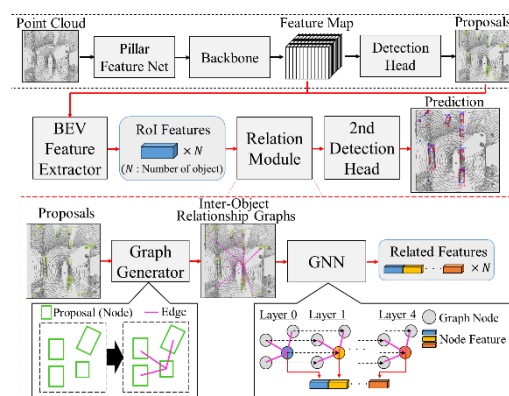 Point Cloud
Pillar
Feature Net
Backbone
Feature Map
Detection
Head
Proposals
BEV
Feature
Extractor
RoI Features
× N
(N : Number of object)
Relation
Module
2nd
Detection
Head
Prediction
Proposals
Graph
Generator
Inter-Object
Relationship Graphs
GNN
Related Features
··· × N
Proposal (Node)
Edge
Layer 0 Layer 1 Layer 4
Graph Node
Node Feature
···
···